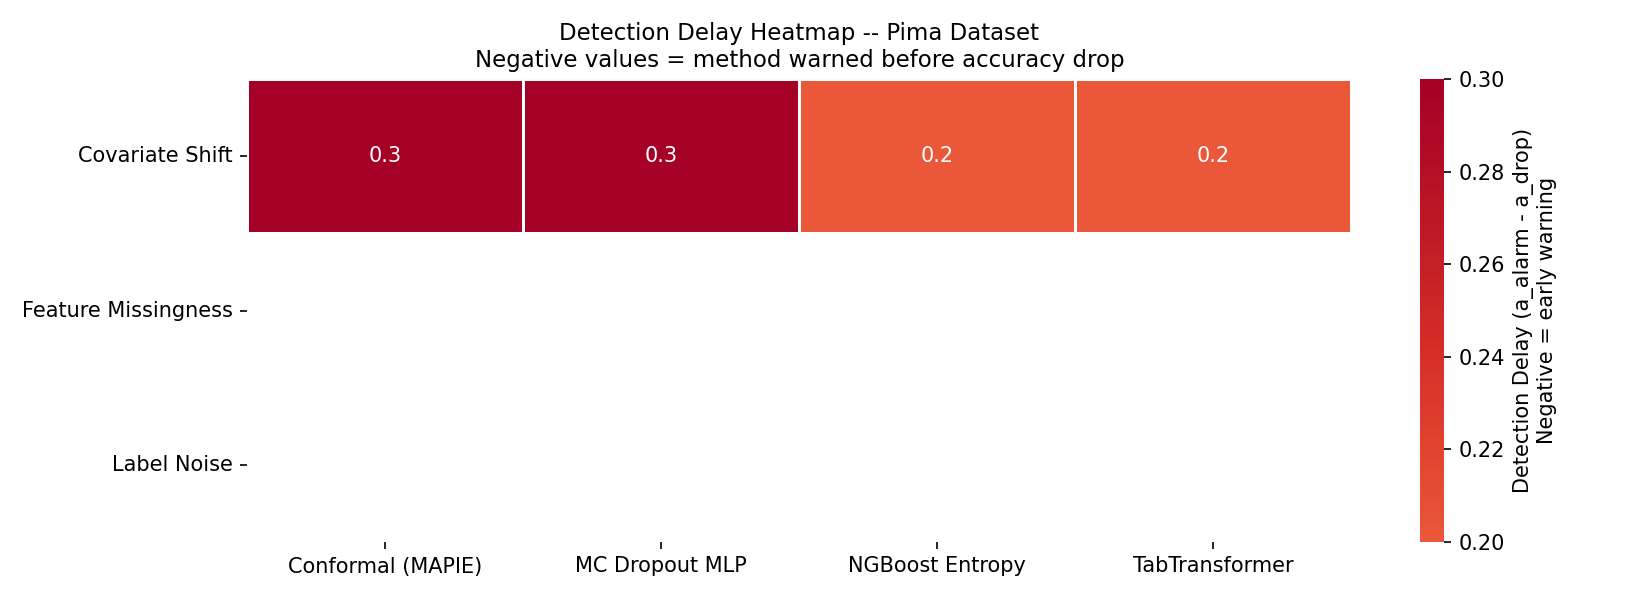 Detection Delay Heatmap -- Pima Dataset
Negative values = method warned before accuracy drop
Covariate Shift
0.3
0.3
0.2
0.2
Feature Missingness
Label Noise
Conformal (MAPIE)
MC Dropout MLP
NGBoost Entropy
TabTransformer
0.30
0.28
0.26
0.24
0.22
0.20
Detection Delay (a_alarm - a_drop)
Negative = early warning